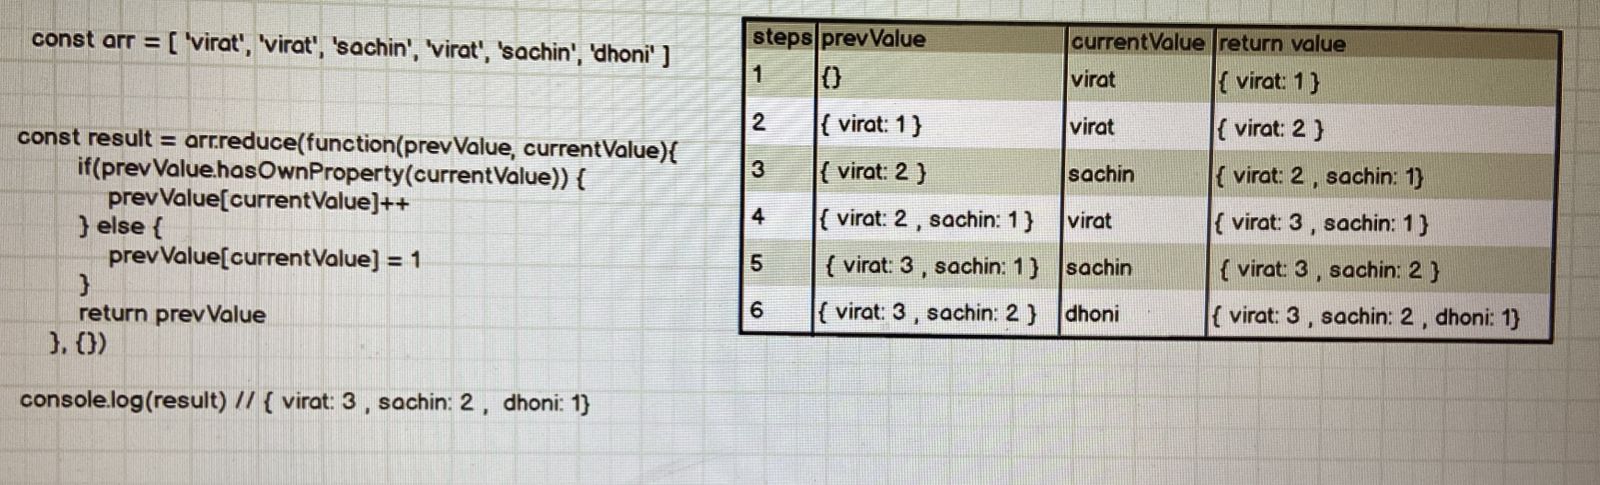 const arr = [ 'virat', 'virat', 'sachin', 'virat', 'sachin', 'dhoni' ]
const result = arr.reduce(function(prevValue, currentValue){
if(prevValue.hasOwnProperty(currentValue)) {
prevValue[currentValue]++
} else {
prevValue[currentValue] = 1
}
return prevValue
}, {})
console.log(result) // { virat: 3 , sachin: 2 , dhoni: 1}
steps prevValue currentValue return value
1 {} virat { virat: 1 }
2 { virat: 1 } virat { virat: 2 }
3 { virat: 2 } sachin { virat: 2 , sachin: 1}
4 { virat: 2 , sachin: 1 } virat { virat: 3 , sachin: 1 }
5 { virat: 3 , sachin: 1 } sachin { virat: 3 , sachin: 2 }
6 { virat: 3 , sachin: 2 } dhoni { virat: 3 , sachin: 2 , dhoni: 1}